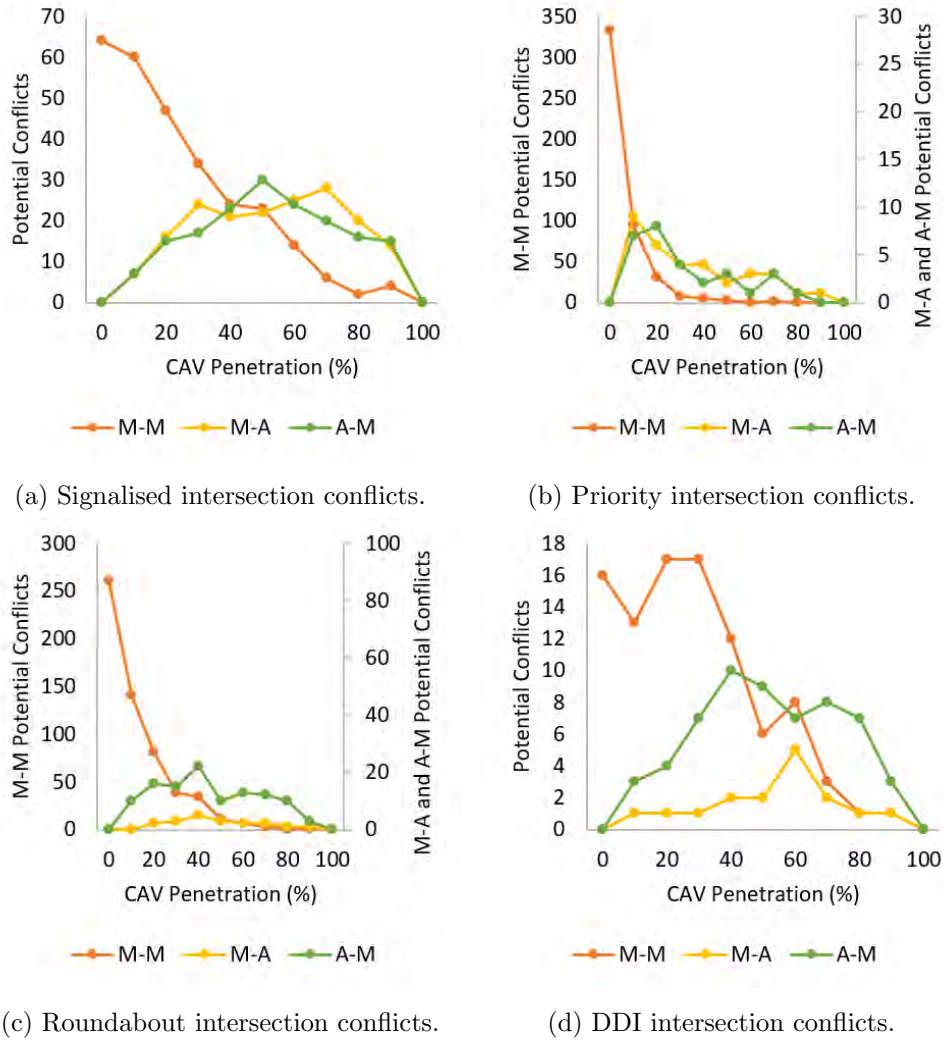 70
60
50
40
30
20
10
0
Potential Conflicts
0 20 40 60 80 100
CAV Penetration (%)
M-M M-A A-M
(a) Signalised intersection conflicts.
350
300
250
200
150
100
50
0
M-M Potential Conflicts
30
25
20
15
10
5
0
M-A and A-M Potential Conflicts
0 20 40 60 80 100
CAV Penetration (%)
M-M M-A A-M
(b) Priority intersection conflicts.
300
250
200
150
100
50
0
M-M Potential Conflicts
100
80
60
40
20
0
M-A and A-M Potential Conflicts
0 20 40 60 80 100
CAV Penetration (%)
M-M M-A A-M
(c) Roundabout intersection conflicts.
18
16
14
12
10
8
6
4
2
0
Potential Conflicts
0 20 40 60 80 100
CAV Penetration (%)
M-M M-A A-M
(d) DDI intersection conflicts.